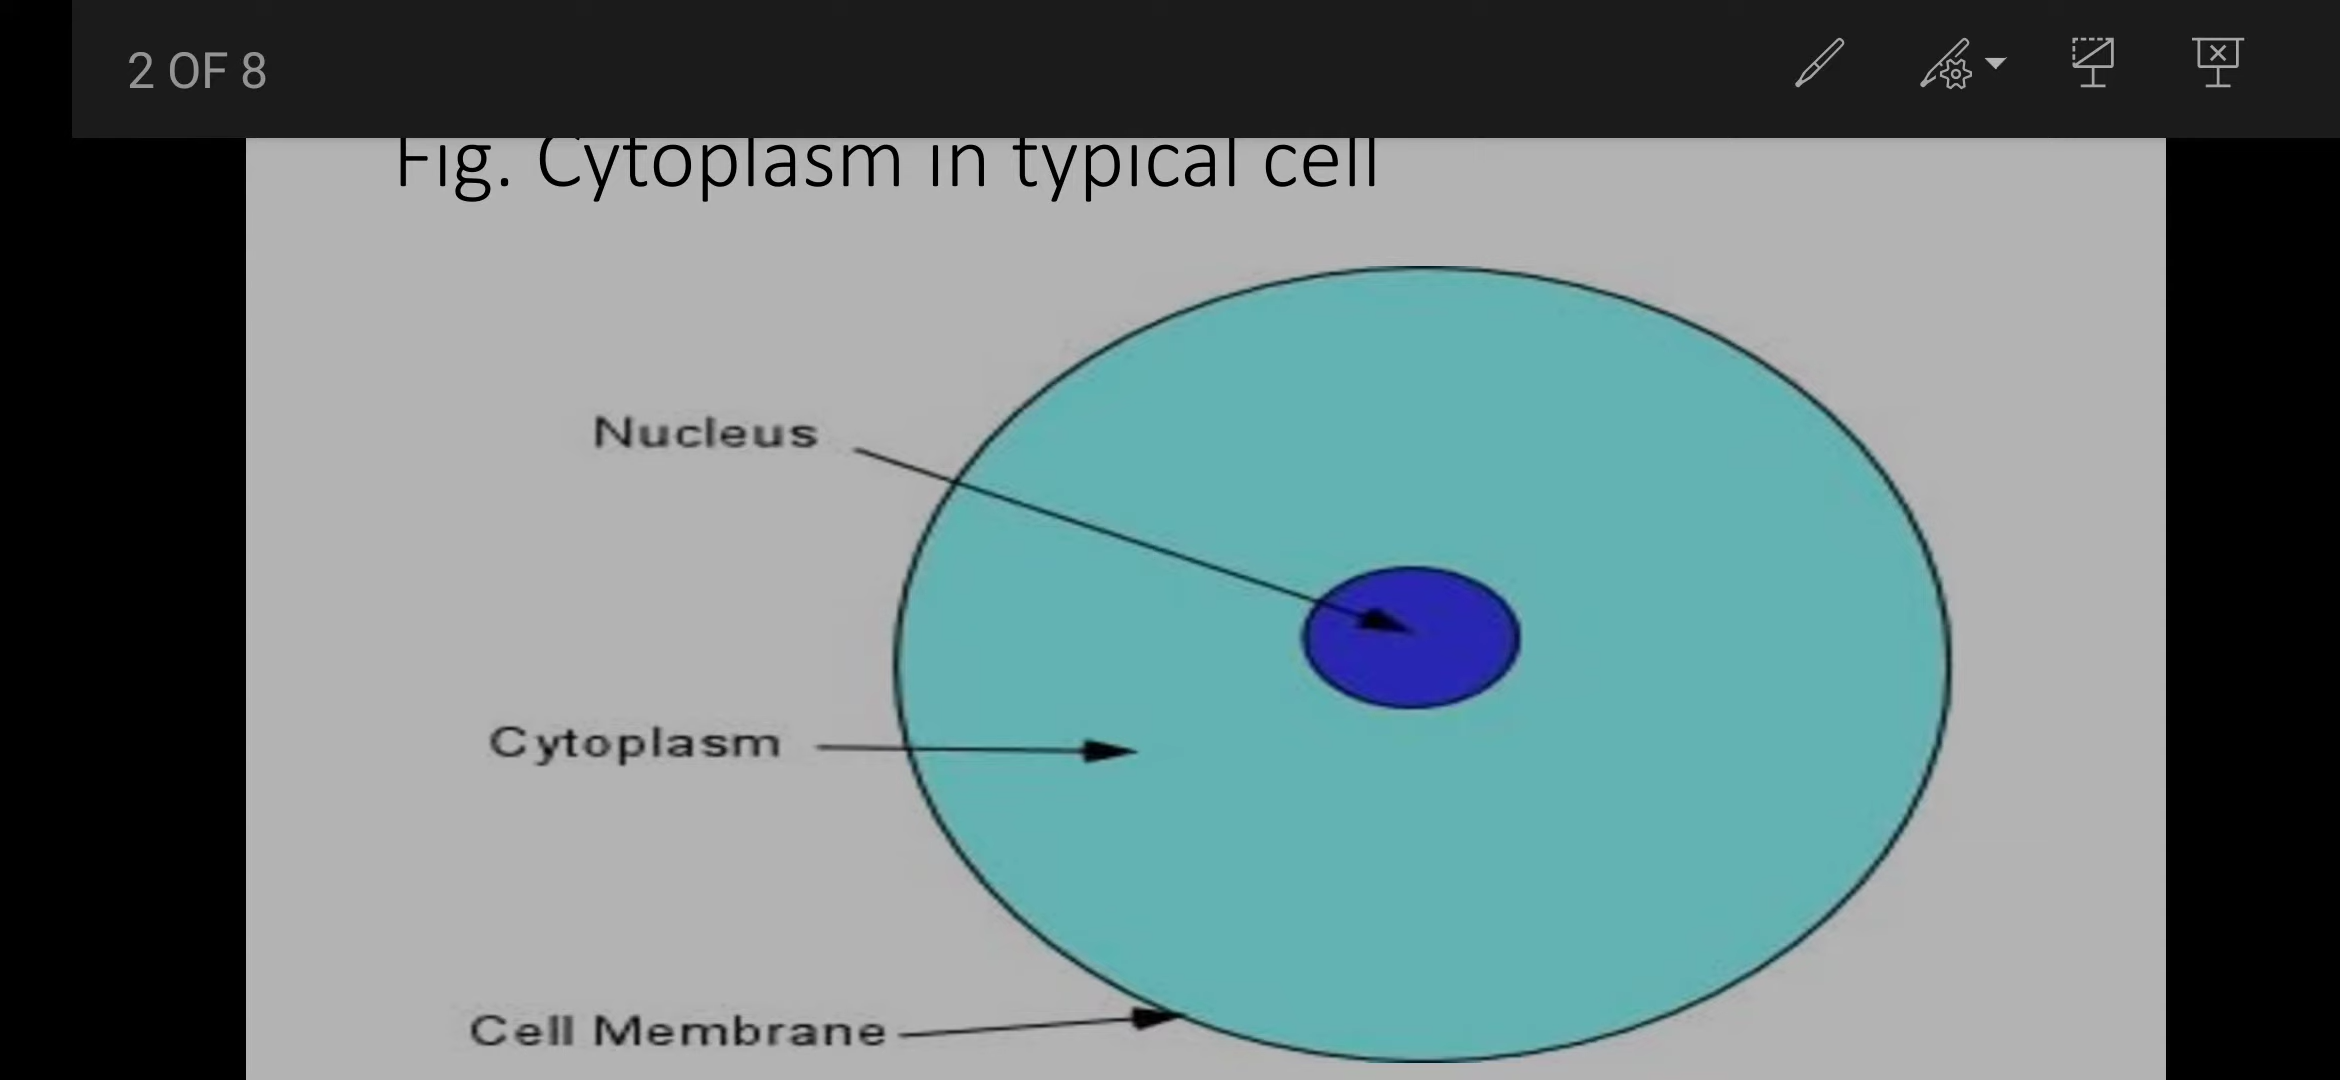 2 OF 8
Fig. Cytoplasm in typical cell
Nucleus
Cytoplasm
Cell Membrane